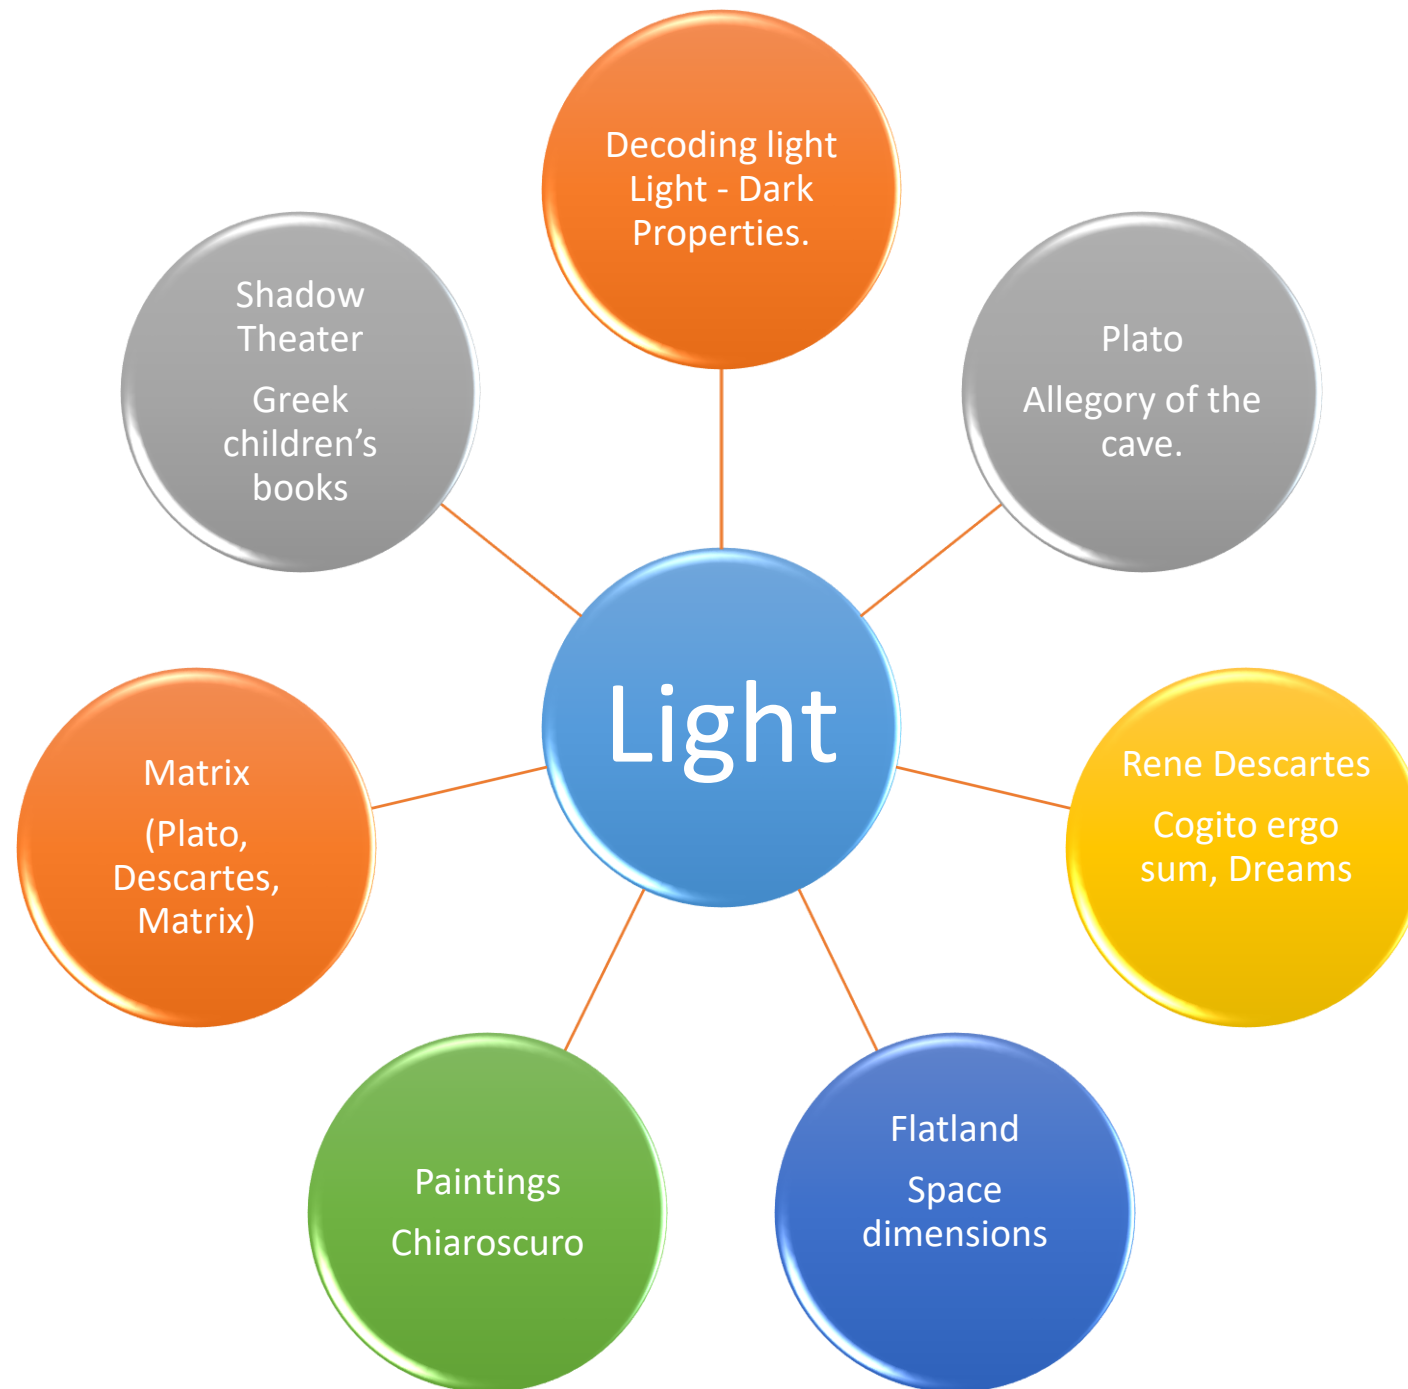 Decoding light
Light - Dark
Properties.
Plato
Allegory of the
cave.
Rene Descartes
Cogito ergo
sum, Dreams
Flatland
Space
dimensions
Paintings
Chiaroscuro
Matrix
(Plato,
Descartes,
Matrix)
Shadow
Theater
Greek
children’s
books
Light